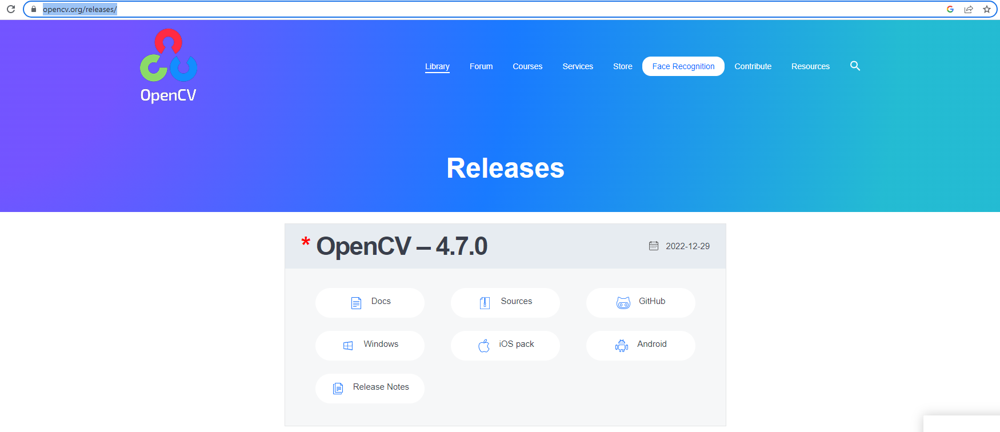 opencv.org/releases/
OpenCV
Library Forum Courses Services Store Face Recognition Contribute Resources
Releases
* OpenCV – 4.7.0 2022-12-29
Docs Sources GitHub
Windows iOS pack Android
Release Notes